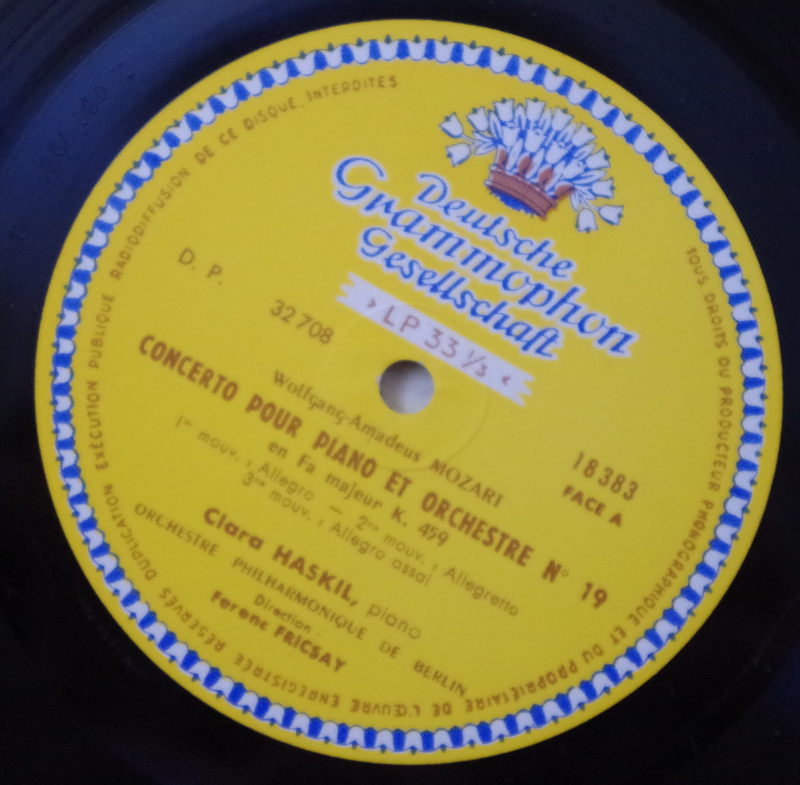 Deutsche
Grammophon
Gesellschaft
›LP 33 1/3‹
D. P.
32 708
18383
FACE A
Wolfgang-Amadeus MOZART
CONCERTO POUR PIANO ET ORCHESTRE N° 19
en Fa majeur K. 459
1er mouv. : Allegro — 2me mouv. : Allegretto
3me mouv. : Allegro assai
Clara HASKIL, piano
ORCHESTRE PHILHARMONIQUE DE BERLIN
Direction :
Ferenc FRICSAY
TOUS DROITS DU PRODUCTEUR PHONOGRAPHIQUE ET DU PROPRIÉTAIRE DE L'ŒUVRE ENREGISTRÉE RÉSERVÉS DUPLICATION EXÉCUTION PUBLIQUE RADIODIFFUSION DE CE DISQUE INTERDITES